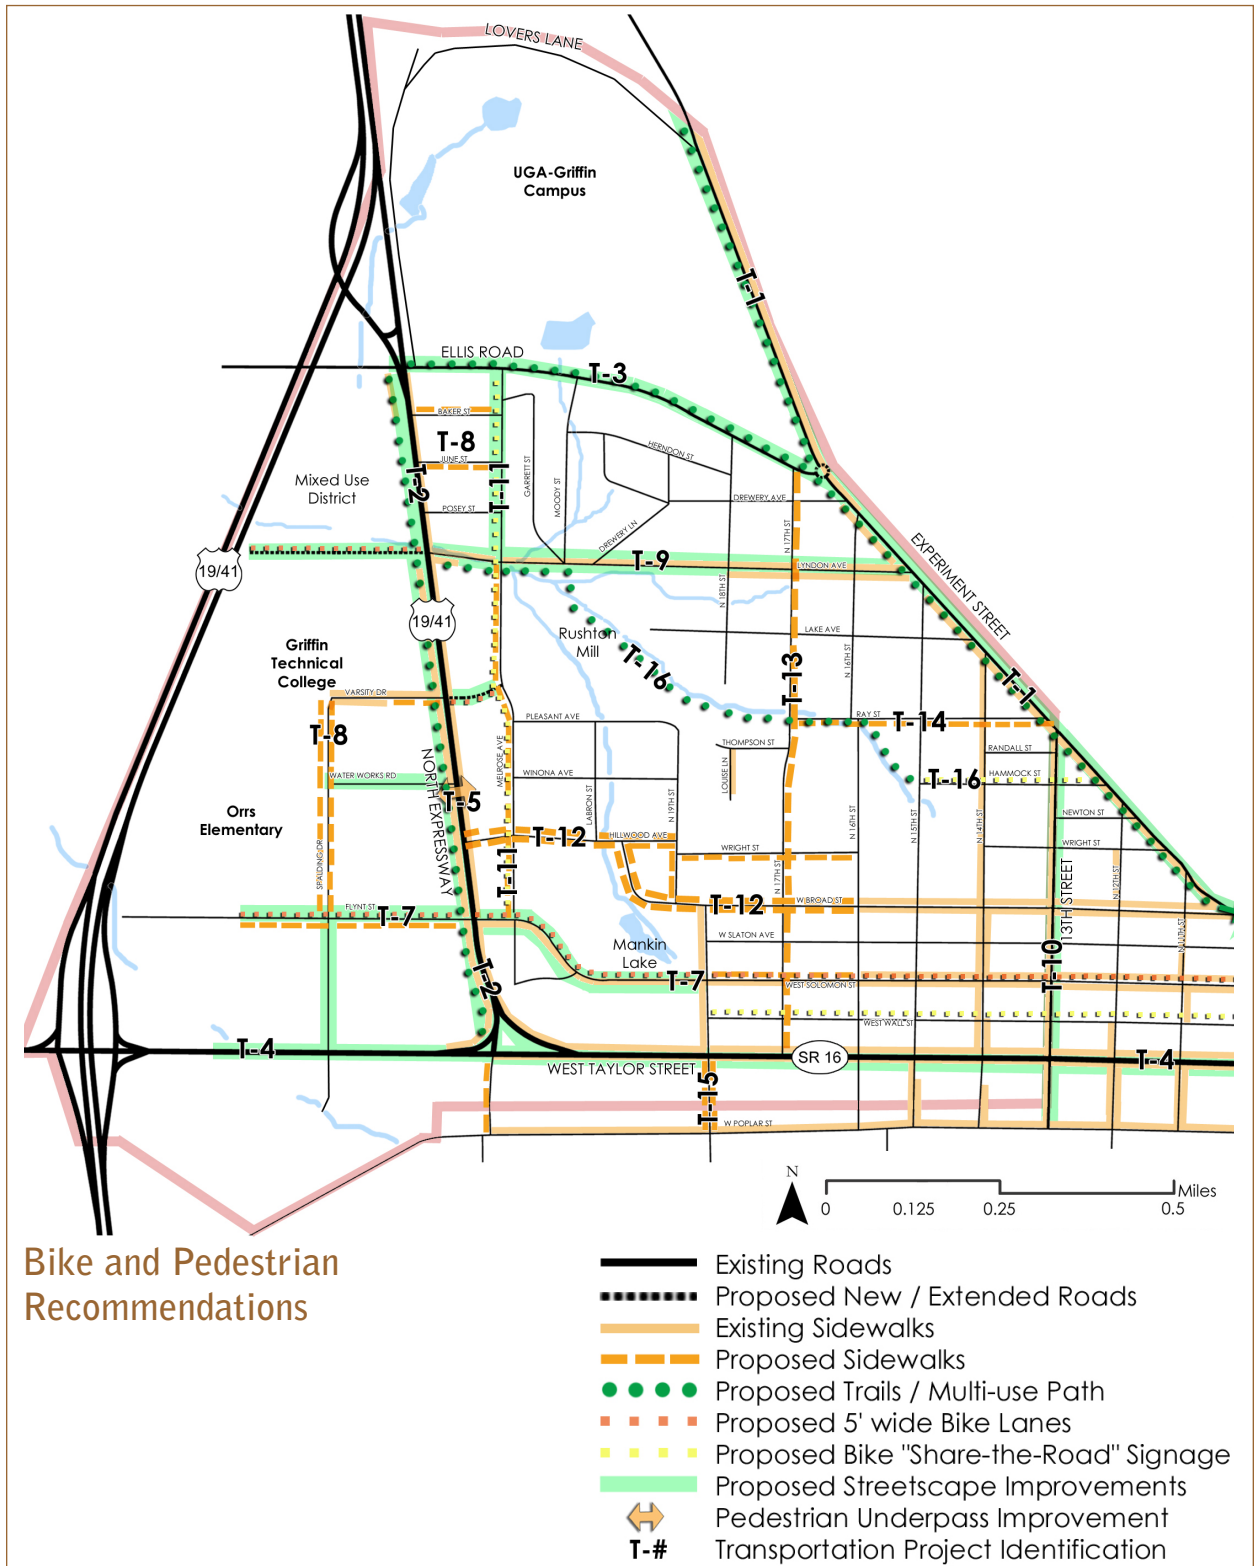 LOVERS LANE
UGA-Griffin
Campus
T-1
ELLIS ROAD
T-3
BAKER ST
T-8
JUNE ST
HERNDON ST
Mixed Use
District
T-2
T-11
GARRETT ST
MOODY ST
POSEY ST
DREWERY AVE
DREWERY LN
N 17TH ST
EXPERIMENT STREET
19/41
T-9
LYNDON AVE
N 18TH ST
19/41
LAKE AVE
Rushton
Mill
Griffin
Technical
College
T-16
T-13
N 16TH ST
T-1
VARSITY DR
RAY ST
T-14
PLEASANT AVE
T-8
THOMPSON ST
RANDALL ST
MELROSE AVE
LOUISE LN
NORTH EXPRESSWAY
WATER WORKS RD
WINONA AVE
T-16
HAMMOCK ST
T-5
LABRON ST
N 19TH ST
Orrs
Elementary
N 16TH ST
N 15TH ST
N 14TH ST
NEWTON ST
T-12
HILLWOOD AVE
WRIGHT ST
WRIGHT ST
SPALDING DR
T-11
N 17TH ST
13TH STREET
N 12TH ST
FLYNT ST
T-7
T-12
W BROAD ST
N 11TH ST
W SLATON AVE
Mankin
Lake
T-10
T-2
T-7
WEST SOLOMON ST
WEST WALL ST
T-4
WEST TAYLOR STREET
SR 16
T-4
T-15
W POPLAR ST
N
Miles
0
0.125
0.25
0.5
Bike and Pedestrian
Recommendations
Existing Roads
Proposed New / Extended Roads
Existing Sidewalks
Proposed Sidewalks
Proposed Trails / Multi-use Path
Proposed 5' wide Bike Lanes
Proposed Bike "Share-the-Road" Signage
Proposed Streetscape Improvements
Pedestrian Underpass Improvement
T-# Transportation Project Identification